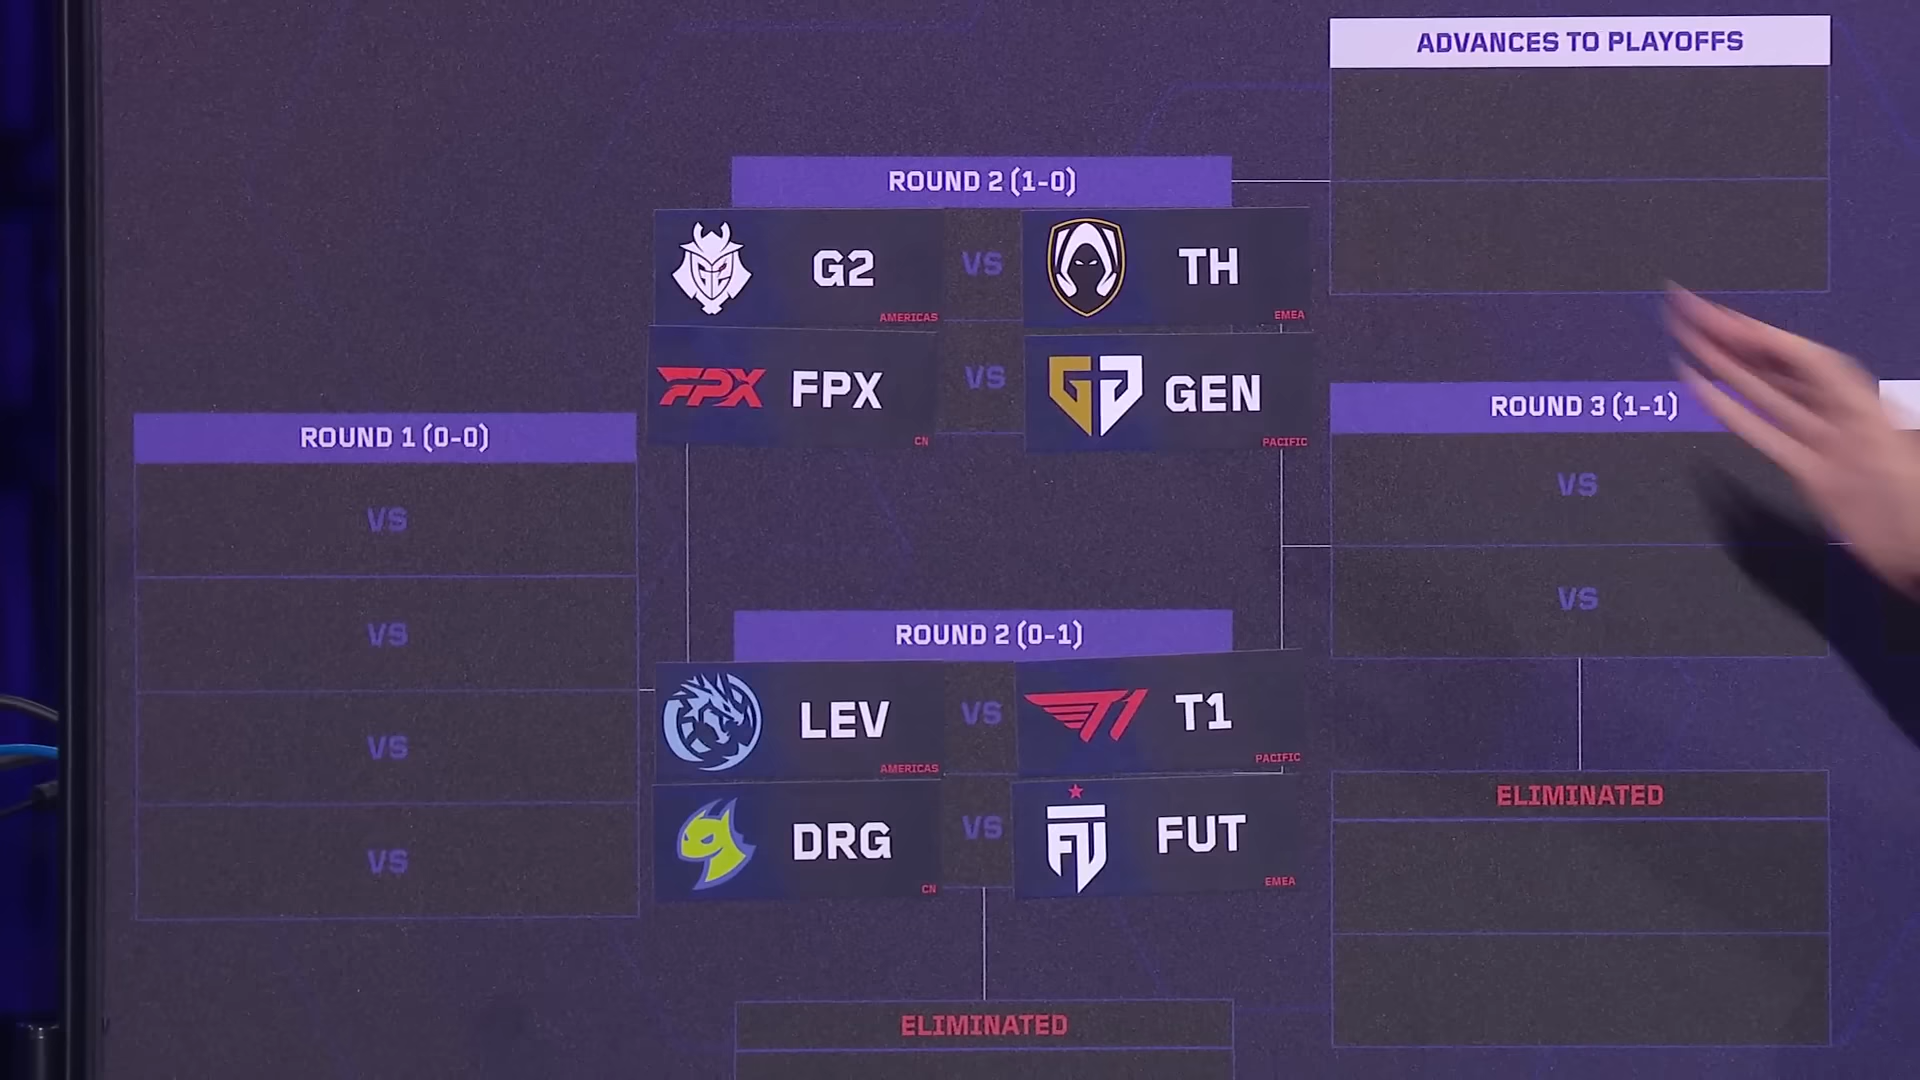 ADVANCES TO PLAYOFFS
ROUND 2 (1-0)
G2 VS TH
AMERICAS EMEA
FPX FPX VS GEN
CN PACIFIC
ROUND 1 (0-0)
VS
VS
VS
VS
ROUND 3 (1-1)
VS
VS
ROUND 2 (0-1)
LEV VS T1 T1
AMERICAS PACIFIC
DRG VS FU FUT
CN EMEA
ELIMINATED
ELIMINATED